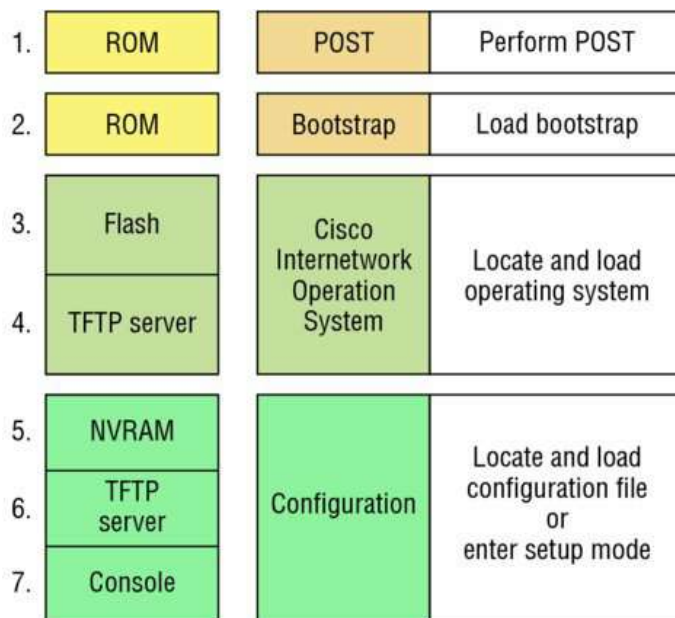 1. ROM POST Perform POST
2. ROM Bootstrap Load bootstrap
3. Flash
4. TFTP server
Cisco
Internetwork
Operation
System
Locate and load
operating system
5. NVRAM
6. TFTP
server
7. Console
Configuration
Locate and load
configuration file
or
enter setup mode